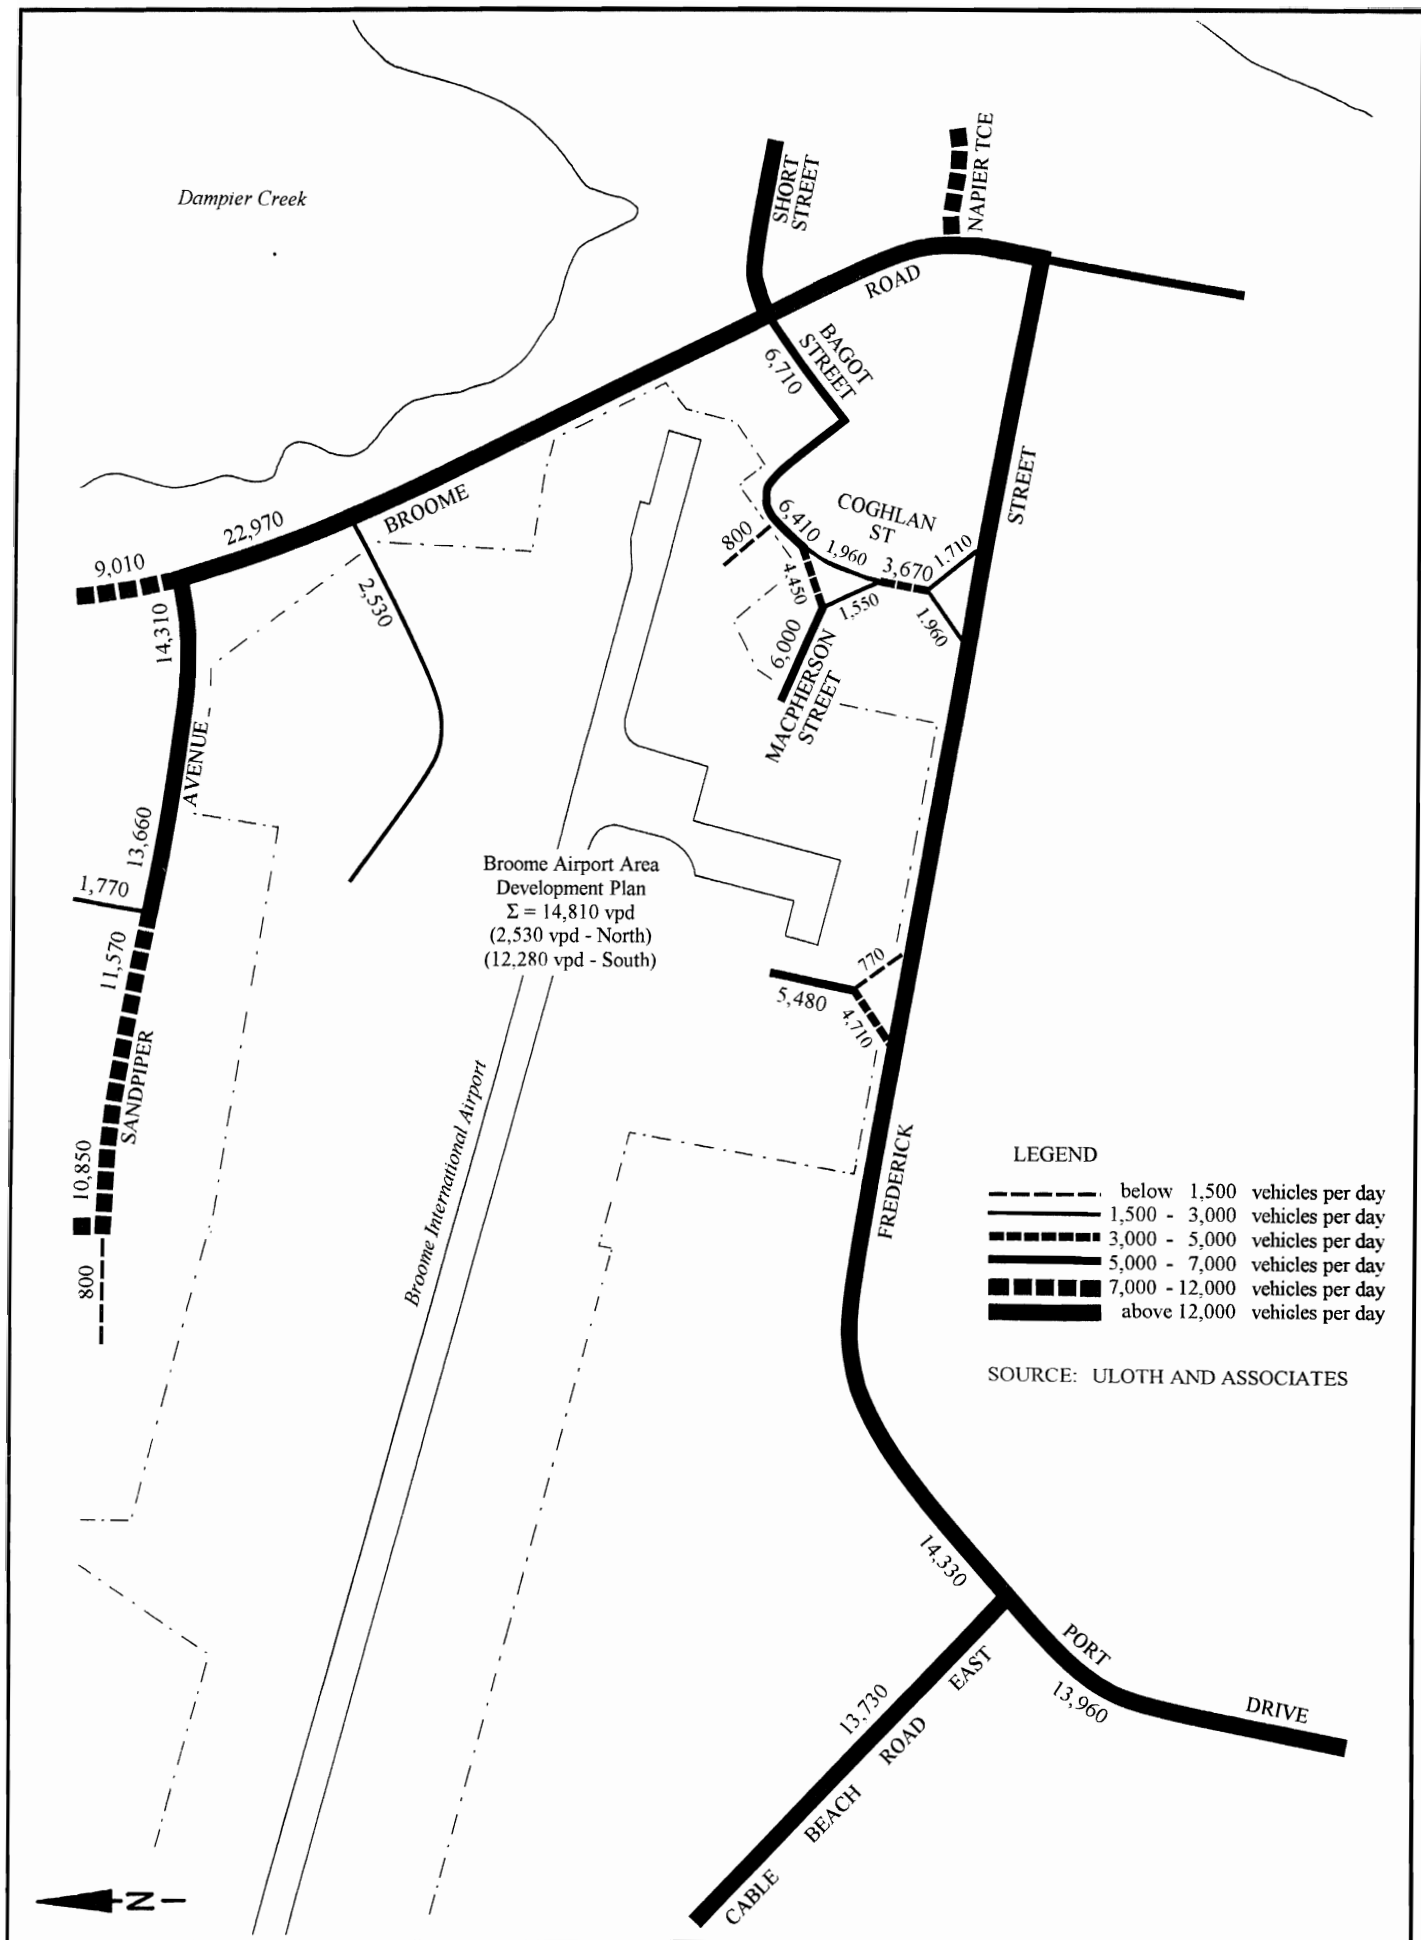 Dampier Creek
SHORT
STREET
NAPIER TCE
ROAD
BAGOT
STREET
6,710
BROOME
22,970
9,010
14,310
2,530
STREET
COGHLAN
ST
6,410
800
1,960
3,670
1.710
4,450
1,550
1.960
6,000
MACPHERSON
STREET
AVENUE
13,660
1,770
11,570
SANDPIPER
10,850
800
Broome Airport Area
Development Plan
Σ = 14,810 vpd
(2,530 vpd - North)
(12,280 vpd - South)
770
5,480
4,710
Broome International Airport
FREDERICK
LEGEND
below 1,500 vehicles per day
1,500 - 3,000 vehicles per day
3,000 - 5,000 vehicles per day
5,000 - 7,000 vehicles per day
7,000 - 12,000 vehicles per day
above 12,000 vehicles per day
SOURCE: ULOTH AND ASSOCIATES
14,330
PORT
DRIVE
13,960
13,730
CABLE BEACH ROAD EAST
N